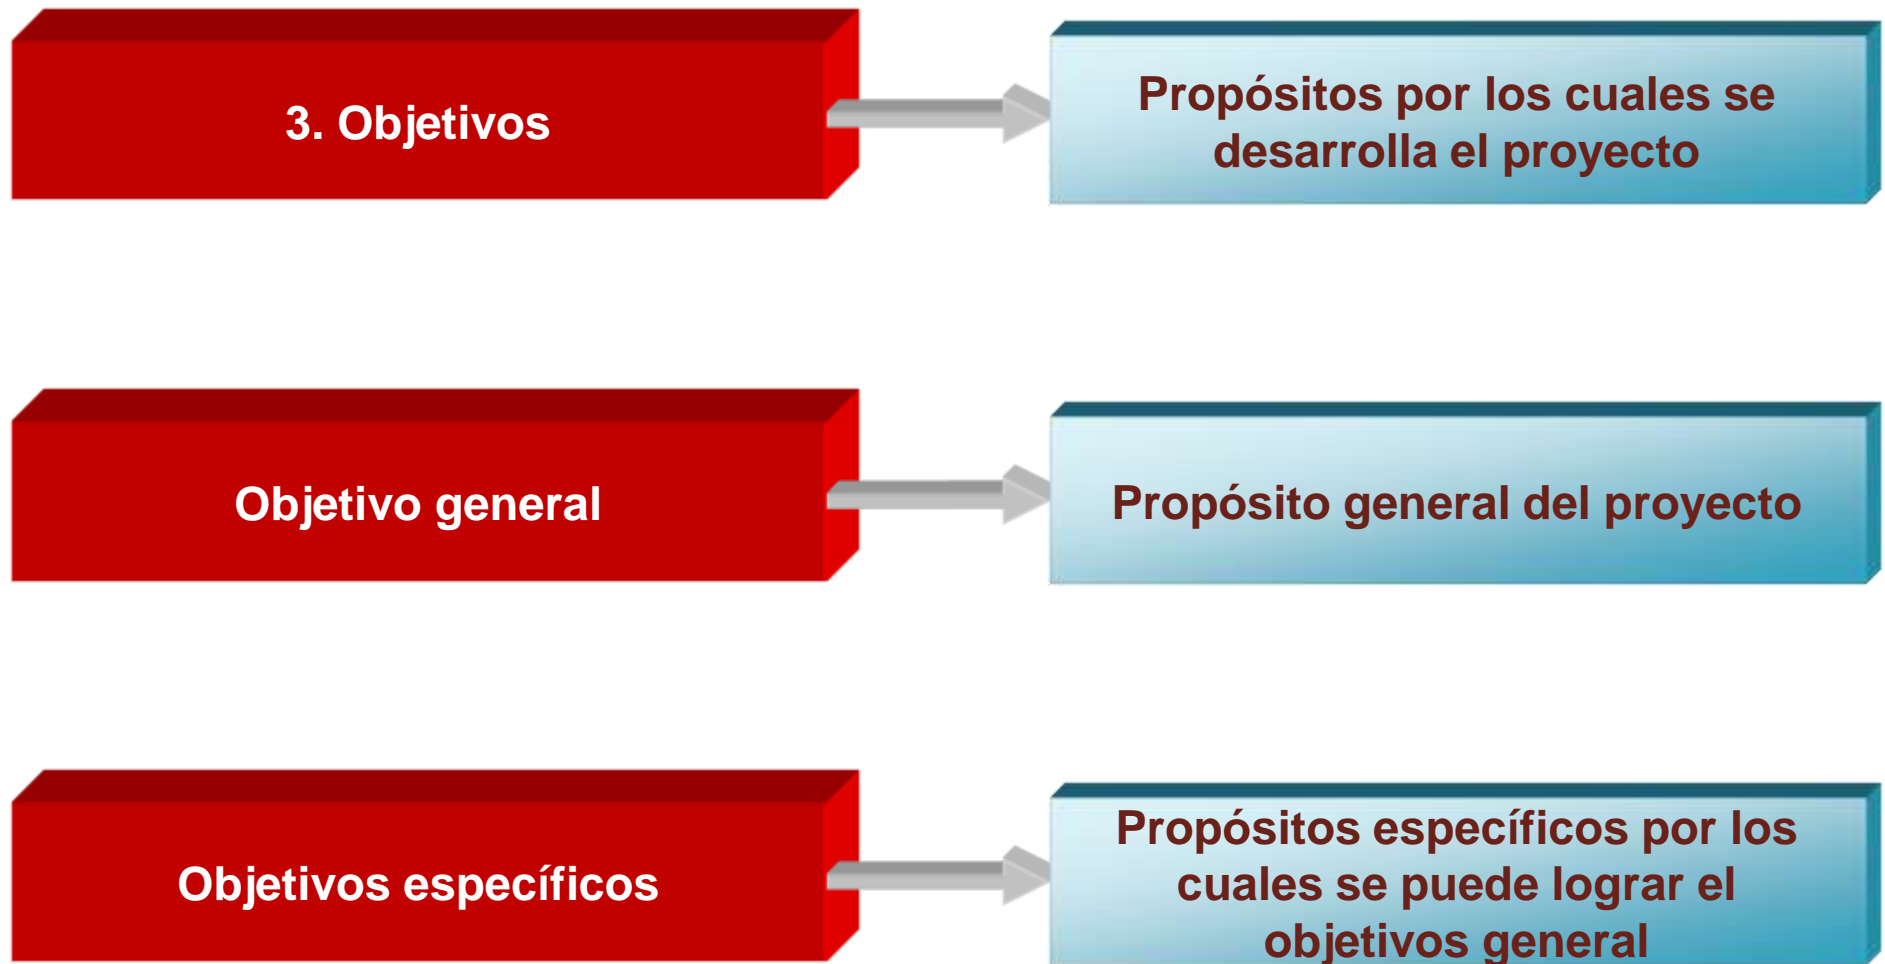 3. Objetivos
Propósitos por los cuales se
desarrolla el proyecto
Objetivo general
Propósito general del proyecto
Objetivos específicos
Propósitos específicos por los
cuales se puede lograr el
objetivos general